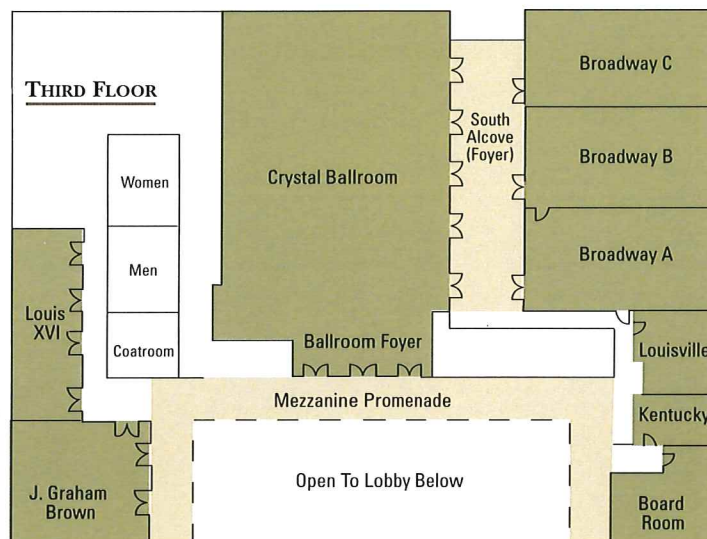 THIRD FLOOR
Women
Men
Coatroom
Louis
XVI
J. Graham
Brown
Crystal Ballroom
Ballroom Foyer
Mezzanine Promenade
Open To Lobby Below
South
Alcove
(Foyer)
Broadway C
Broadway B
Broadway A
Louisville
Kentucky
Board
Room